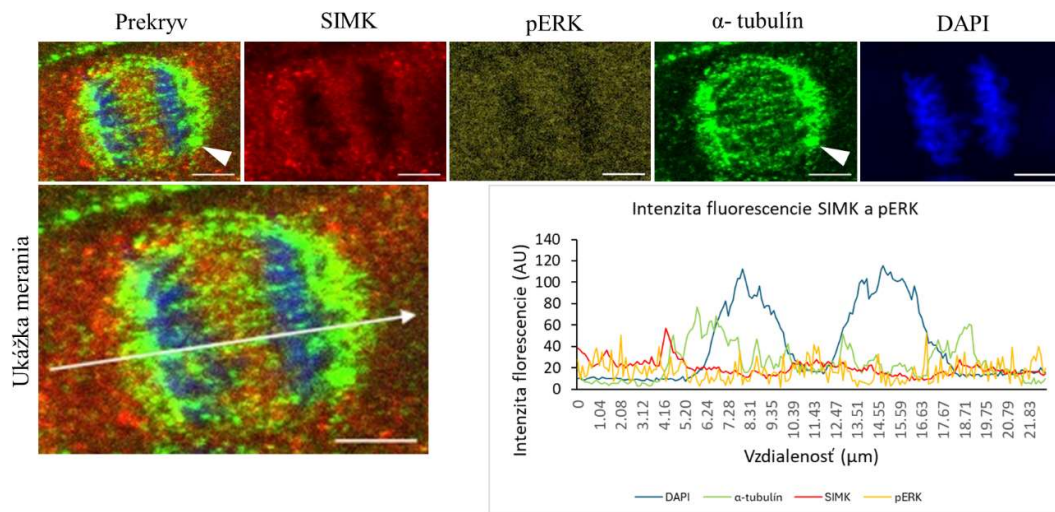 Prekryv
SIMK
pERK
α- tubulín
DAPI
Ukážka merania
Intenzita fluorescencie SIMK a pERK
Intenzita florescencie (AU)
140
120
100
80
60
40
20
0
0
1.04
2.08
3.12
4.16
5.20
6.24
7.28
8.31
9.35
10.39
11.43
12.47
13.51
14.55
15.59
16.63
17.67
18.71
19.75
20.79
21.83
Vzdialenosť (µm)
DAPI
α-tubulín
SIMK
pERK